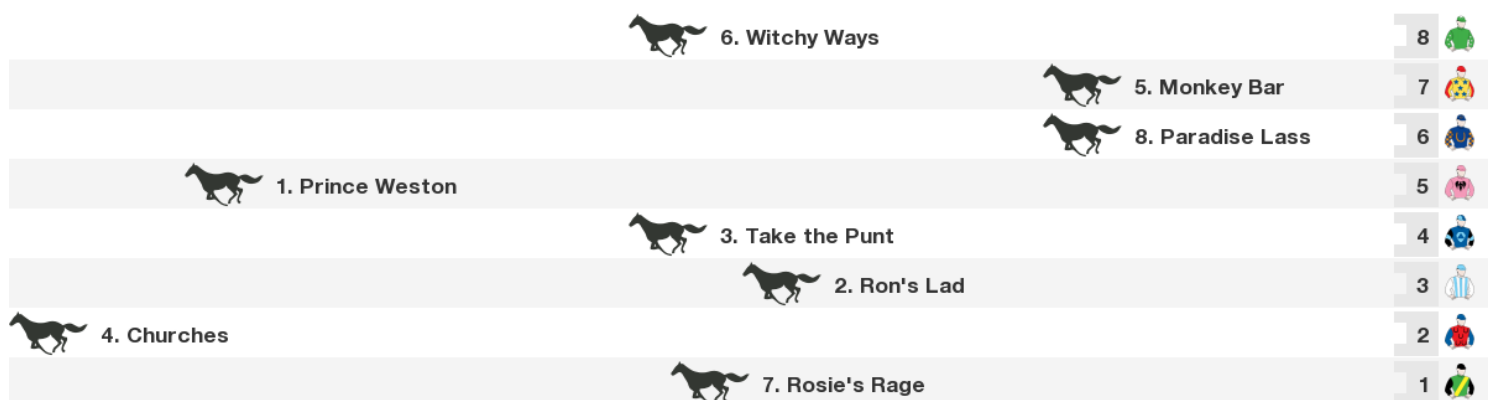 6. Witchy Ways 8
5. Monkey Bar 7
8. Paradise Lass 6
1. Prince Weston 5
3. Take the Punt 4
2. Ron's Lad 3
4. Churches 2
7. Rosie's Rage 1